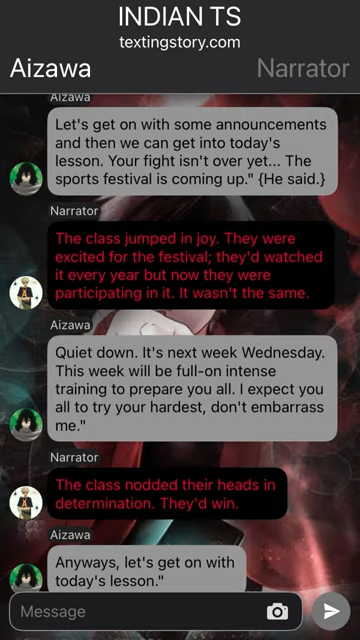 INDIAN TS
textingstory.com
Aizawa
Narrator
Aizawa
Let's get on with some announcements
and then we can get into today's
lesson. Your fight isn't over yet... The
sports festival is coming up." {He said.}
Narrator
The class jumped in joy. They were
excited for the festival; they'd watched
it every year but now they were
participating in it. It wasn't the same.
Aizawa
Quiet down. It's next week Wednesday.
This week will be full-on intense
training to prepare you all. I expect you
all to try your hardest, don't embarrass
me."
Narrator
The class nodded their heads in
determination. They'd win.
Aizawa
Anyways, let's get on with
today's lesson."
Message